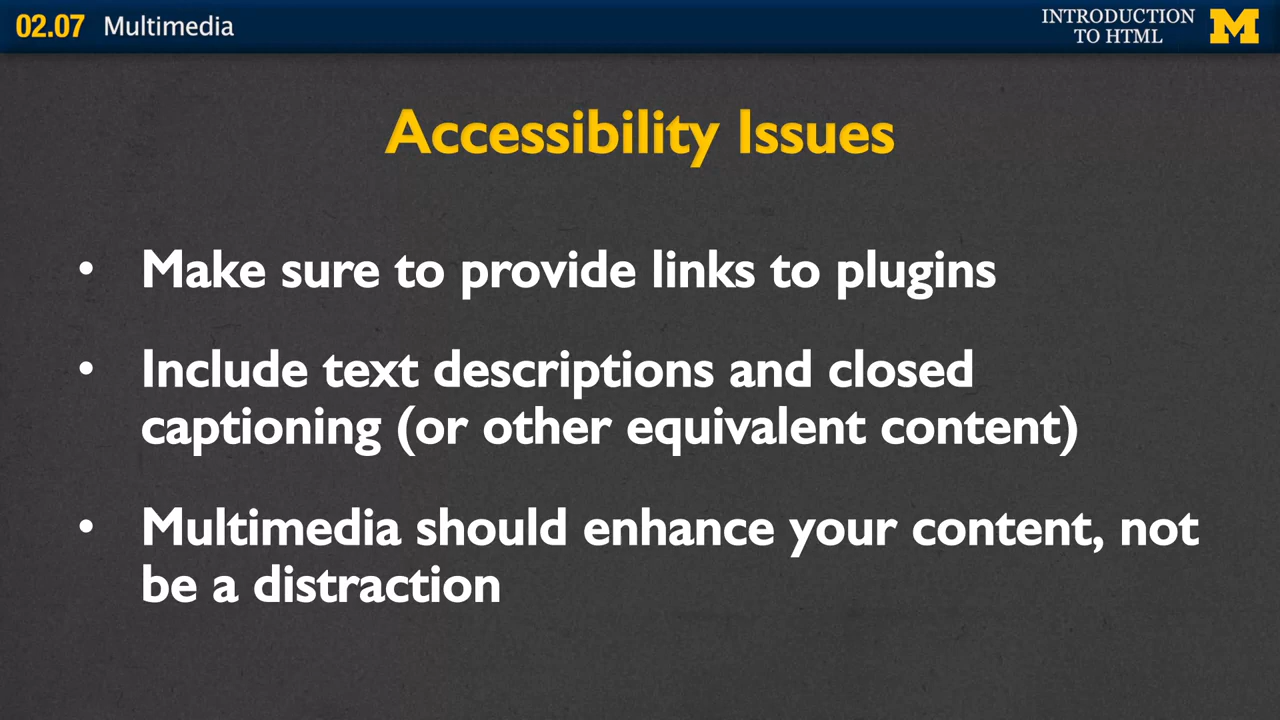 02.07 Multimedia
INTRODUCTION
TO HTML
M
Accessibility Issues
• Make sure to provide links to plugins
• Include text descriptions and closed
captioning (or other equivalent content)
• Multimedia should enhance your content, not
be a distraction